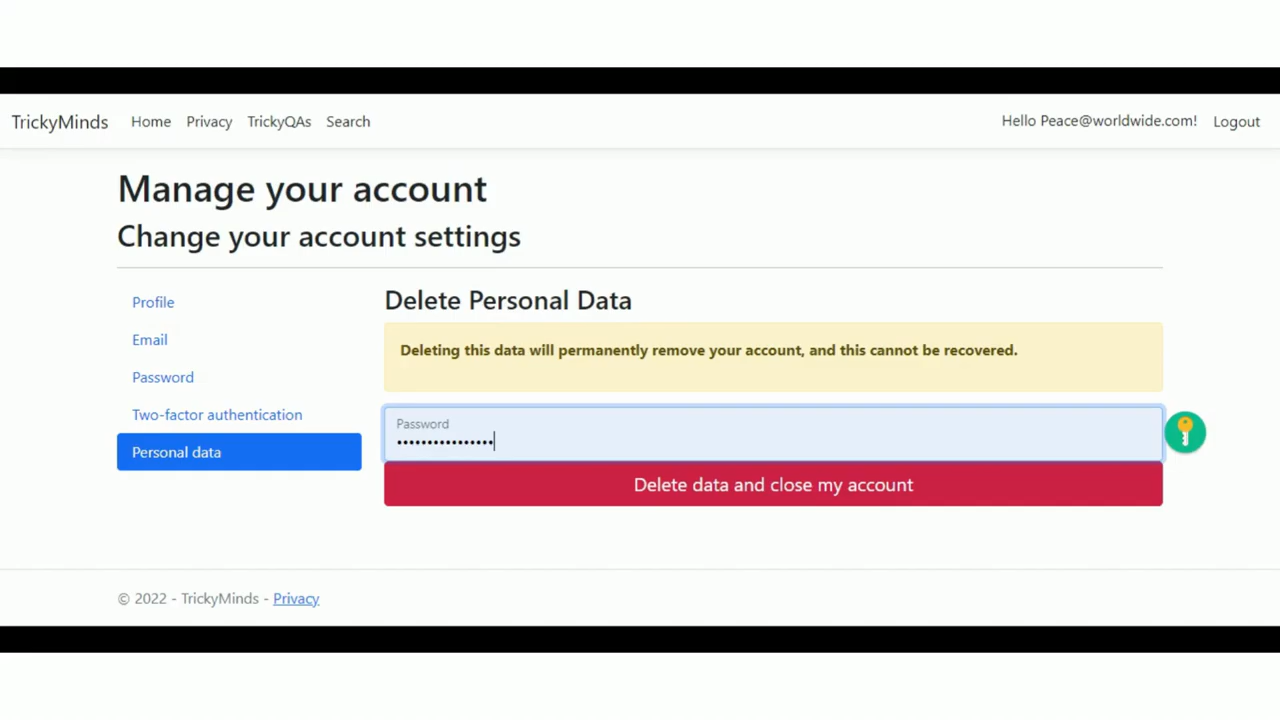 TrickyMinds Home Privacy TrickyQAs Search Hello Peace@worldwide.com! Logout
Manage your account
Change your account settings
Profile
Email
Password
Two-factor authentication
Personal data
Delete Personal Data
Deleting this data will permanently remove your account, and this cannot be recovered.
Password
••••••••••••••••
Delete data and close my account
© 2022 - TrickyMinds - Privacy